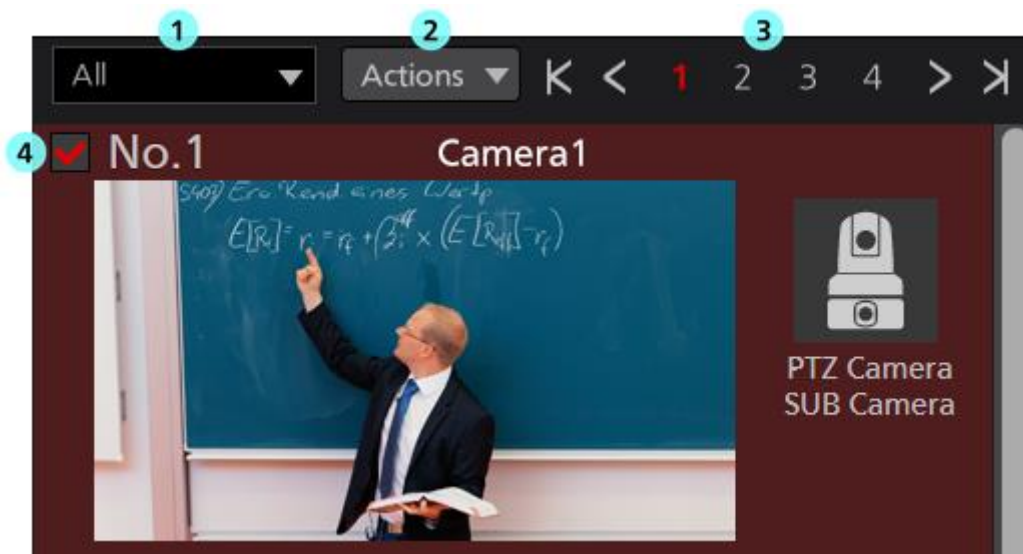 1
2
3
All
Actions
1 2 3 4
4
No.1
Camera1
E[R
PTZ Camera
SUB Camera